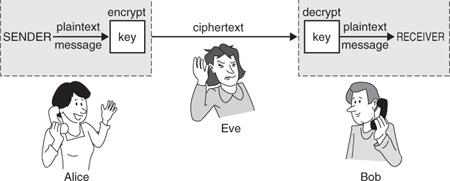 encrypt
SENDER
plaintext
message
key
ciphertext
decrypt
key
plaintext
message
RECEIVER
Eve
Alice
Bob